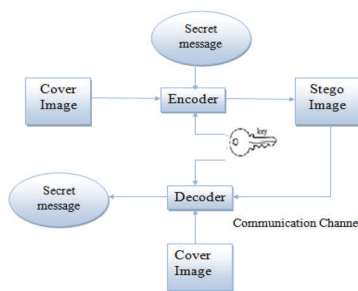 Secret
message
Cover
Image
Encoder
Stego
Image
key
Secret
message
Decoder
Communication Channe
Cover
Image